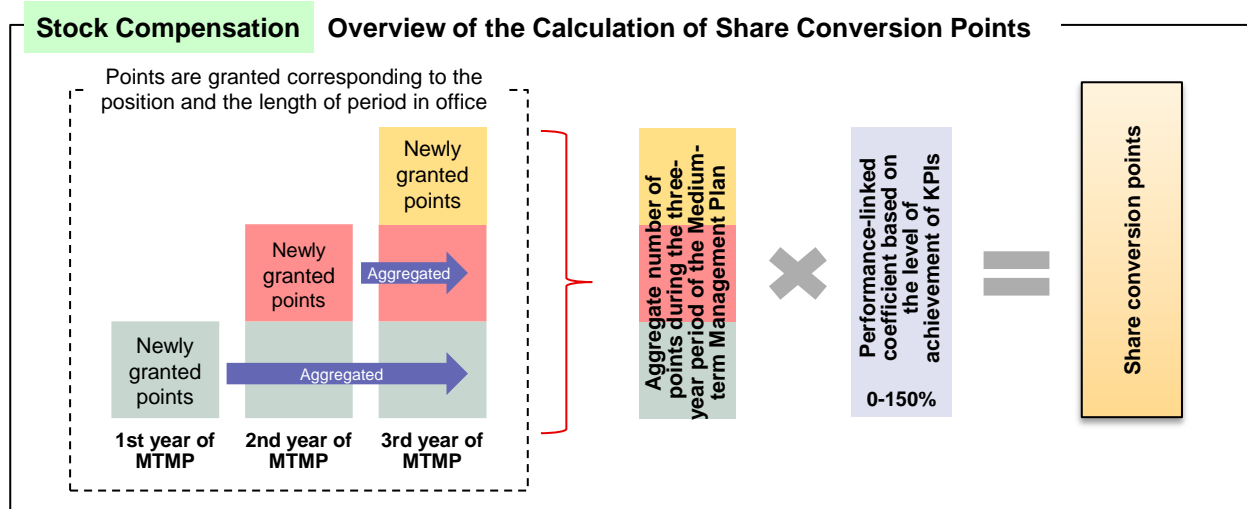 Stock Compensation Overview of the Calculation of Share Conversion Points
Points are granted corresponding to the
position and the length of period in office
Newly
granted
points
Newly
granted
points
Aggregated
Newly
granted
points
Aggregated
1st year of
MTMP
2nd year of
MTMP
3rd year of
MTMP
Aggregate number of
points during the three-
year period of the Medium-
term Management Plan
Performance-linked
coefficient based on
the level of
achievement of KPIs
0-150%
Share conversion points